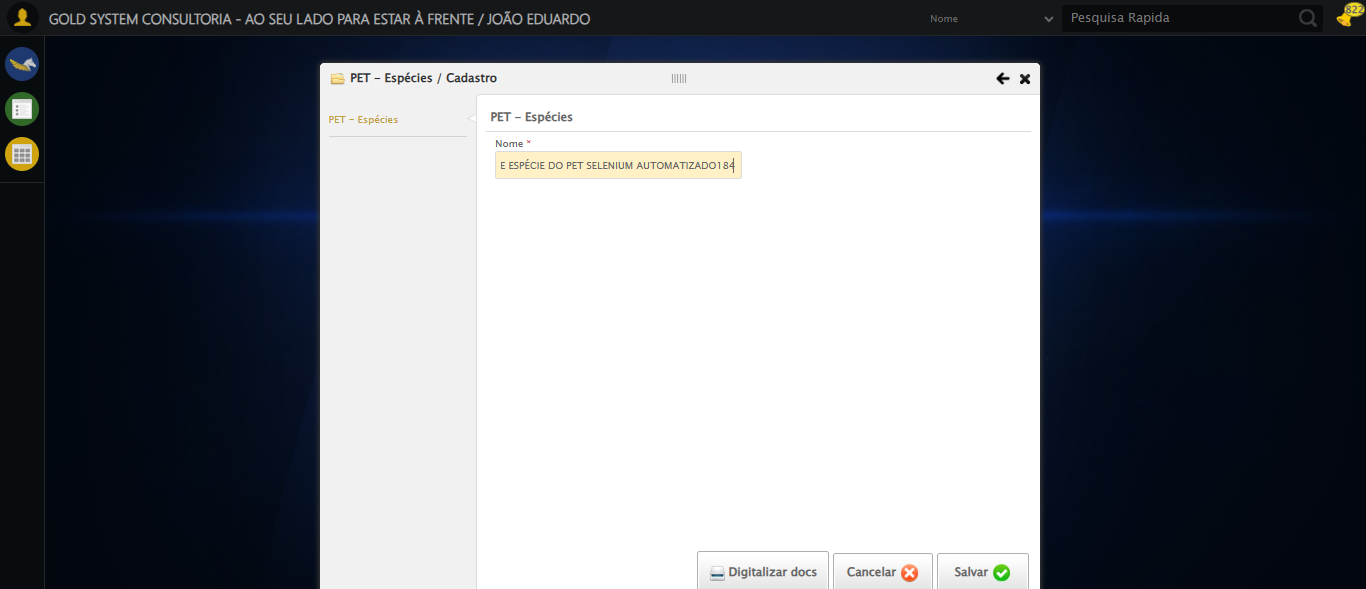 GOLD SYSTEM CONSULTORIA - AO SEU LADO PARA ESTAR À FRENTE / JOÃO EDUARDO
Nome
Pesquisa Rapida
822
PET - Espécies / Cadastro
PET - Espécies
PET - Espécies
Nome *
E ESPÉCIE DO PET SELENIUM AUTOMATIZADO184
Digitalizar docs
Cancelar
Salvar